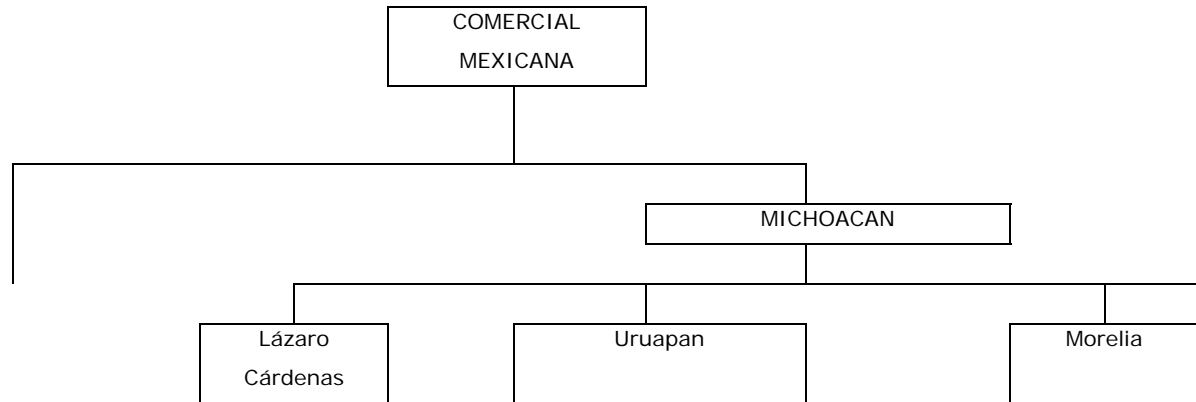 COMERCIAL
MEXICANA
MICHOACAN
Lázaro
Cárdenas
Uruapan
Morelia